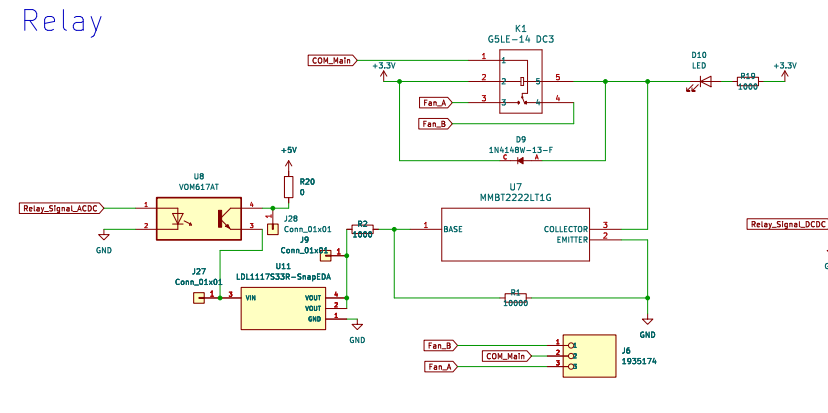 Relay
K1
G5LE-14 DC3
COM_Main
1
1
+3.3V
2
2
5
5
Fan_A
3
3
4
4
Fan_B
D10
LED
R19
1000
+3.3V
D9
1N4148W-13-F
C
A
+5V
U8
VOM617AT
R20
0
U7
MMBT2222LT1G
Relay_Signal_ACDC
1
4
2
3
GND
1
J28
Conn_01x01
J9
Conn_01x01
1
R2
1000
1
BASE
COLLECTOR
3
EMITTER
2
Relay_Signal_DCDC
J27
Conn_01x01
1
U11
LDL1117S33R-SnapEDA
3
VIN
VOUT
4
VOUT
2
GND
1
GND
R1
10000
GND
Fan_B
1
1
COM_Main
2
2
Fan_A
3
3
J6
1935174